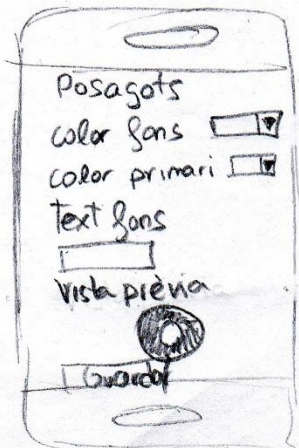 Posagots
color fons
color primari
Text fons
Vista prèvia
Guardar